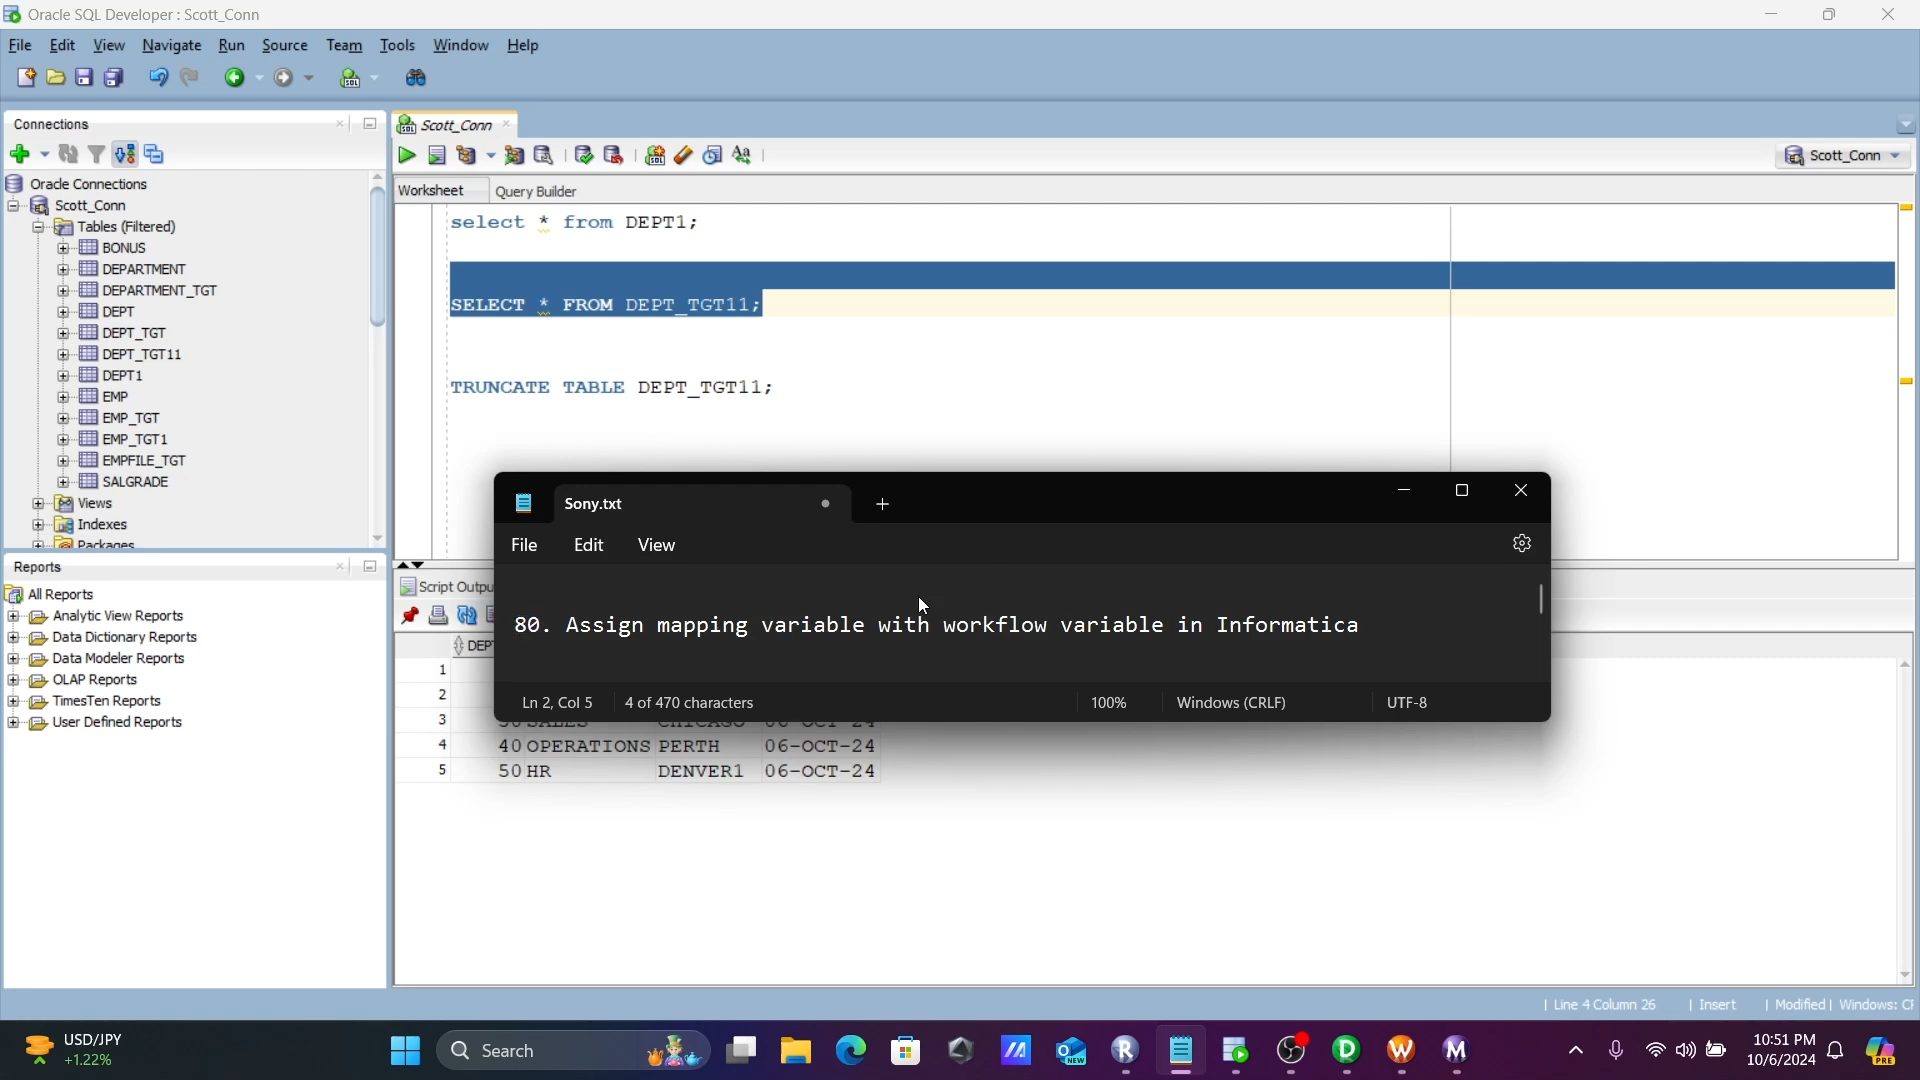 Oracle SQL Developer : Scott_Conn
File Edit View Navigate Run Source Team Tools Window Help
Connections
Scott_Conn
Scott_Conn
Oracle Connections
Scott_Conn
Tables (Filtered)
BONUS
DEPARTMENT
DEPARTMENT_TGT
DEPT
DEPT_TGT
DEPT_TGT11
DEPT1
EMP
EMP_TGT
EMP_TGT1
EMPFILE_TGT
SALGRADE
Views
Indexes
Packages
Worksheet Query Builder
select * from DEPT1;
SELECT * FROM DEPT_TGT11;
TRUNCATE TABLE DEPT_TGT11;
Reports
All Reports
Analytic View Reports
Data Dictionary Reports
Data Modeler Reports
OLAP Reports
TimesTen Reports
User Defined Reports
Sony.txt
File Edit View
80. Assign mapping variable with workflow variable in Informatica
Ln 2, Col 5 4 of 470 characters 100% Windows (CRLF) UTF-8
Script Outpu
DEP
1
2
3
4 40 OPERATIONS PERTH 06-OCT-24
5 50 HR DENVER1 06-OCT-24
Line 4 Column 26 Insert Modified Windows: CR
USD/JPY
+1.22%
Search
10:51 PM
10/6/2024